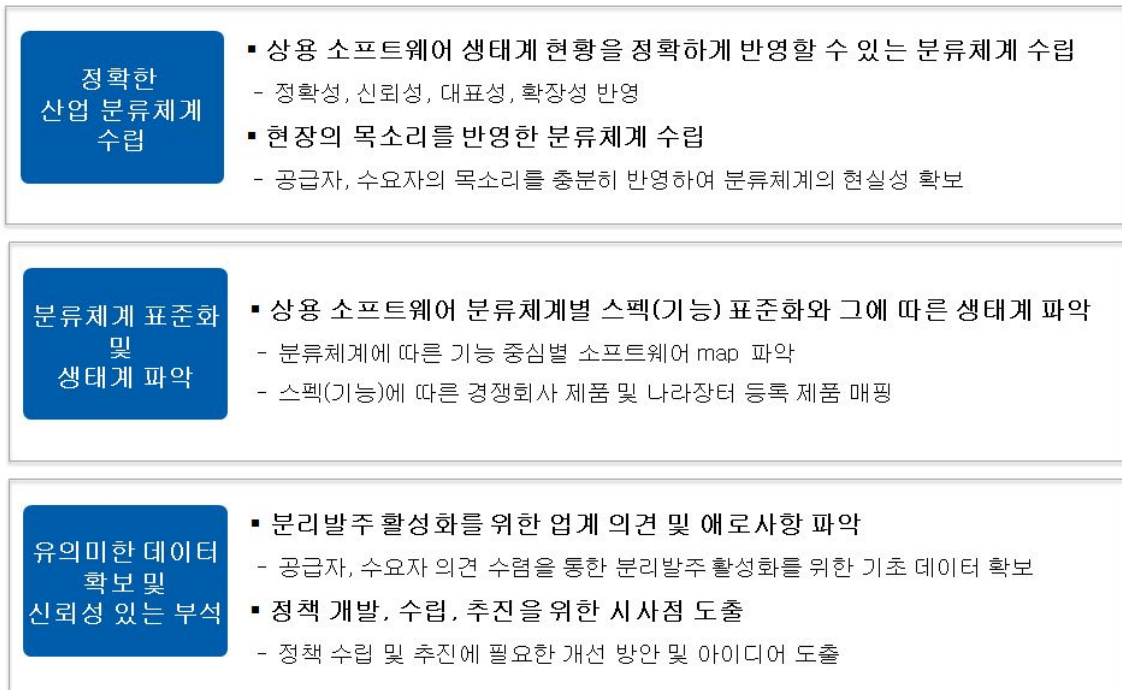 정확한
산업 분류체계
수립
▪ 상용 소프트웨어 생태계 현황을 정확하게 반영할 수 있는 분류체계 수립
- 정확성, 신뢰성, 대표성, 확장성 반영
▪ 현장의 목소리를 반영한 분류체계 수립
- 공급자, 수요자의 목소리를 충분히 반영하여 분류체계의 현실성 확보
분류체계 표준화
및
생태계 파악
▪ 상용 소프트웨어 분류체계별 스펙(기능) 표준화와 그에 따른 생태계 파악
- 분류체계에 따른 기능 중심별 소프트웨어 map 파악
- 스펙(기능)에 따른 경쟁회사 제품 및 나라장터 등록 제품 매핑
유의미한 데이터
확보 및
신뢰성 있는 부석
▪ 분리발주 활성화를 위한 업계 의견 및 애로사항 파악
- 공급자, 수요자 의견 수렴을 통한 분리발주 활성화를 위한 기초 데이터 확보
▪ 정책 개발, 수립, 추진을 위한 시사점 도출
- 정책 수립 및 추진에 필요한 개선 방안 및 아이디어 도출